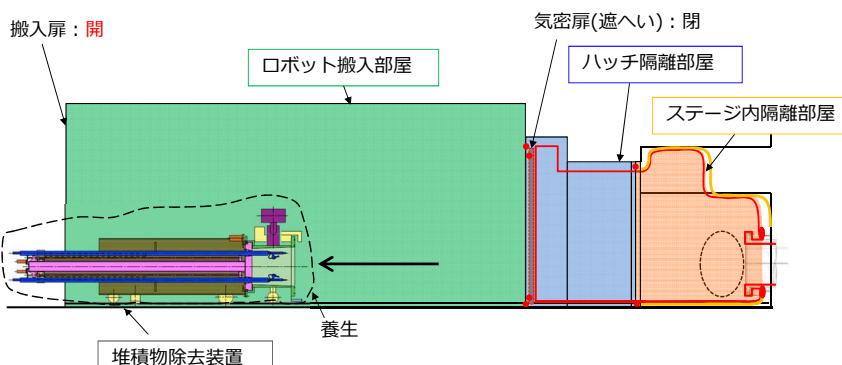 搬入扉：開
気密扉(遮へい)：閉
ロボット搬入部屋
ハッチ隔離部屋
ステージ内隔離部屋
養生
堆積物除去装置